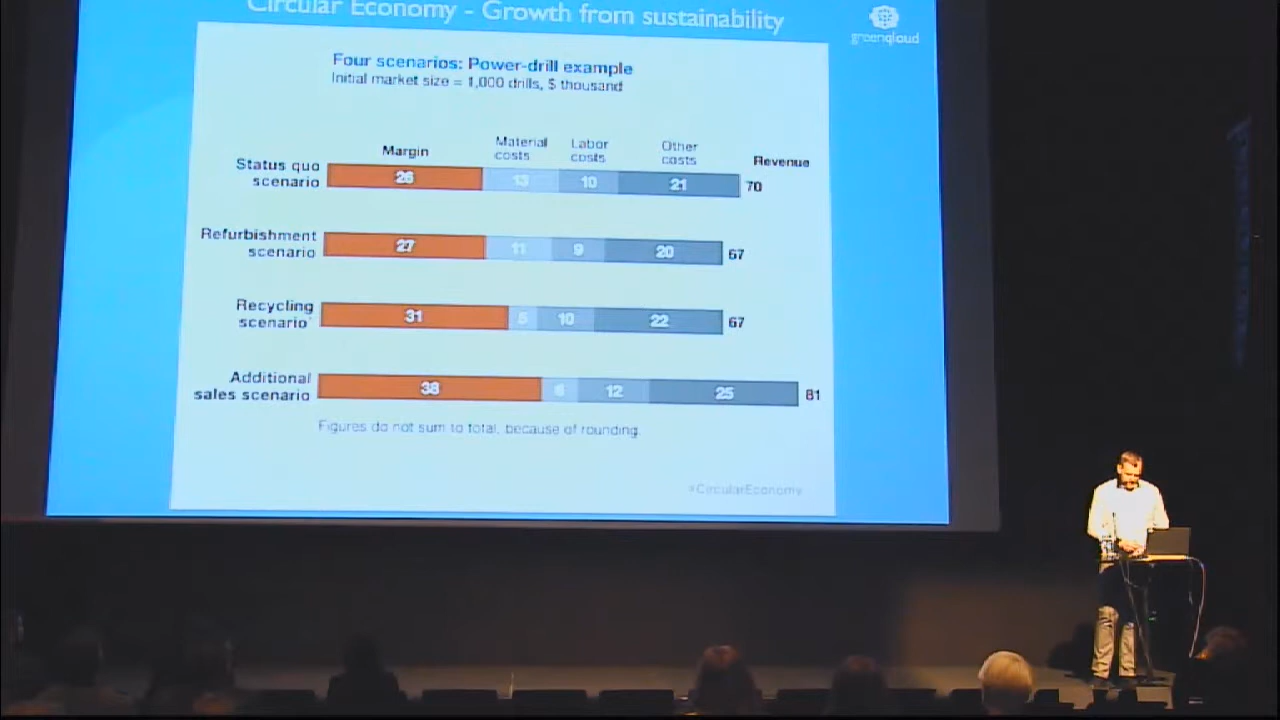 Circular Economy - Growth from sustainability
greenqloud
Four scenarios: Power-drill example
Initial market size = 1,000 drills, $ thousand
Margin
Material
costs
Labor
costs
Other
costs
Revenue
Status quo
scenario
26
13
10
21
70
Refurbishment
scenario
27
11
9
20
67
Recycling
scenario
31
5
10
22
67
Additional
sales scenario
38
6
12
25
81
Figures do not sum to total, because of rounding.
#CircularEconomy